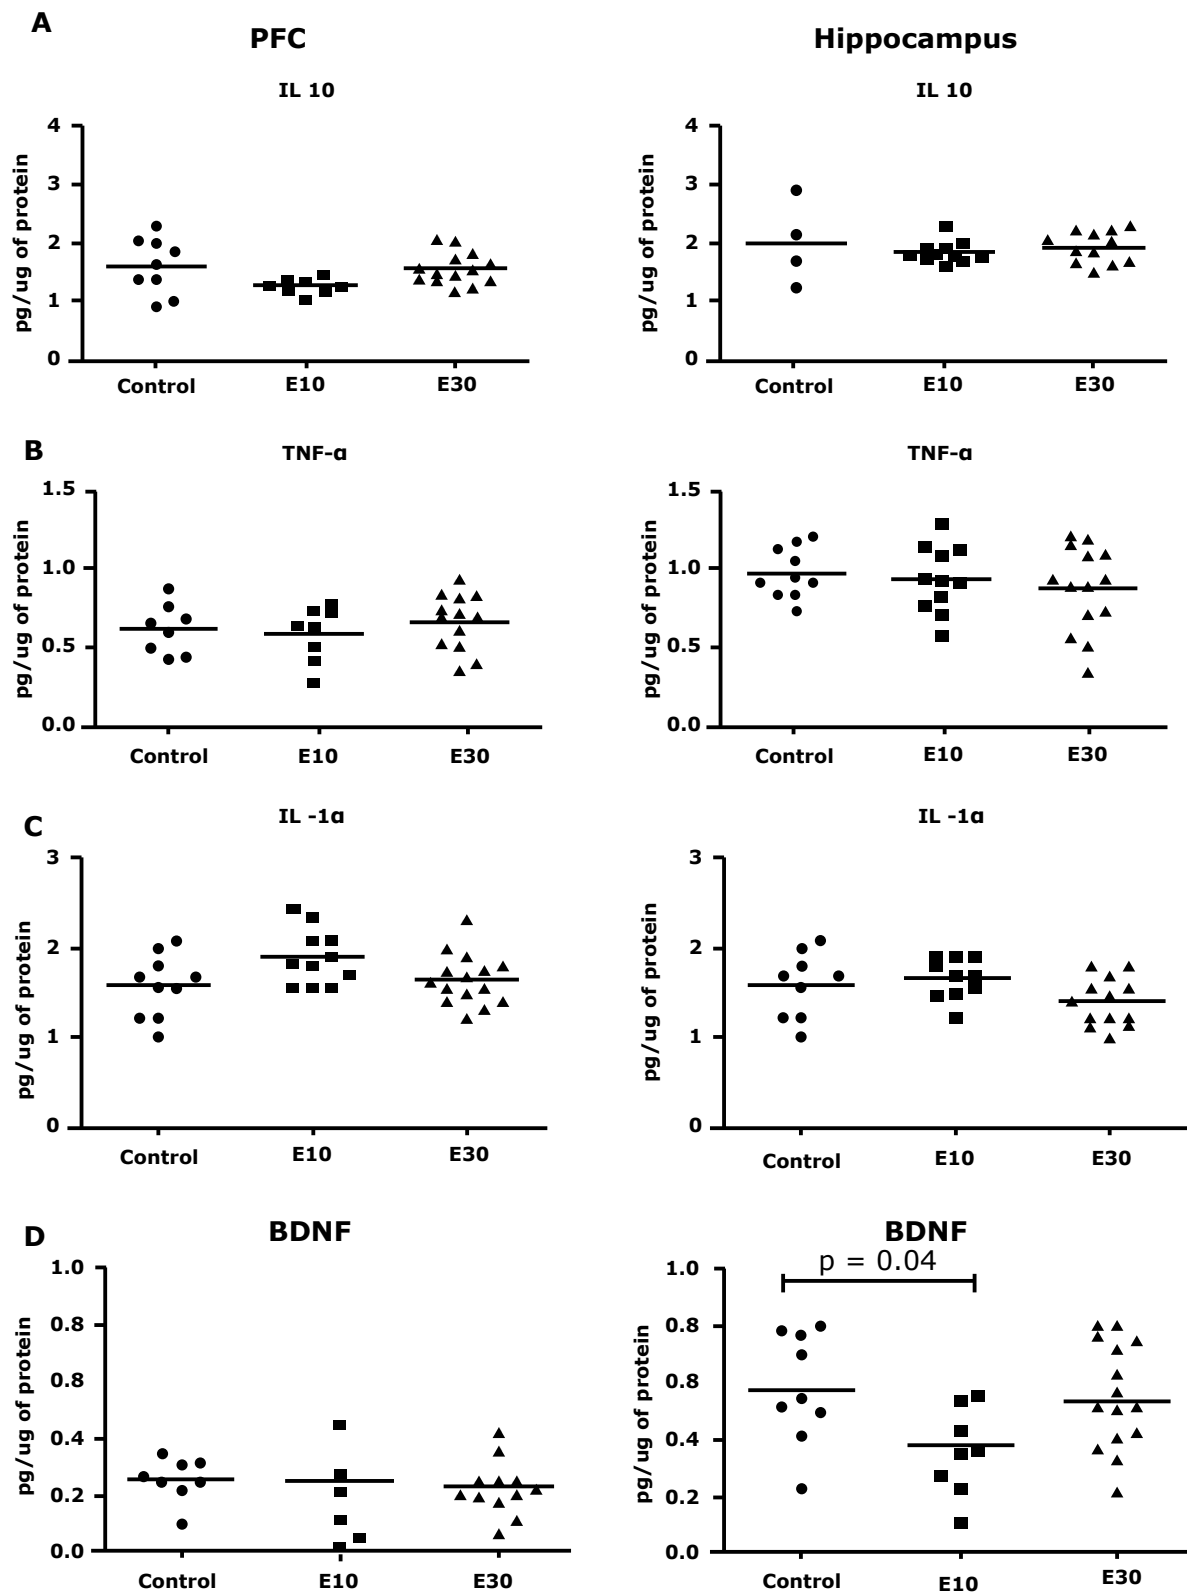 A
PFC
Hippocampus
IL 10
IL 10
pg/ug of protein
4
3
2
1
0
Control
E10
E30
pg/ug of protein
4
3
2
1
0
Control
E10
E30
B
TNF-α
TNF-α
pg/ug of protein
1.5
1.0
0.5
0.0
Control
E10
E30
pg/ug of protein
1.5
1.0
0.5
0.0
Control
E10
E30
C
IL -1α
IL -1α
pg/ug of protein
3
2
1
0
Control
E10
E30
pg/ug of protein
3
2
1
0
Control
E10
E30
D
BDNF
BDNF
pg/ug of protein
1.0
0.8
0.8
0.4
0.2
0.0
Control
E10
E30
p = 0.04
pg/ug of protein
1.0
0.8
0.8
0.4
0.2
0.0
Control
E10
E30